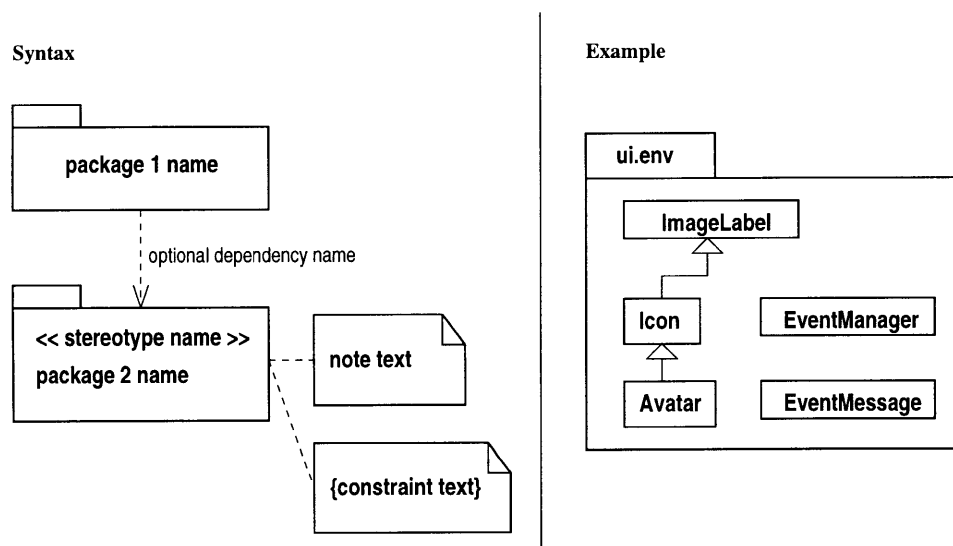 Syntax
package 1 name
optional dependency name
<< stereotype name >>
package 2 name
note text
{constraint text}
Example
ui.env
ImageLabel
Icon
EventManager
Avatar
EventMessage